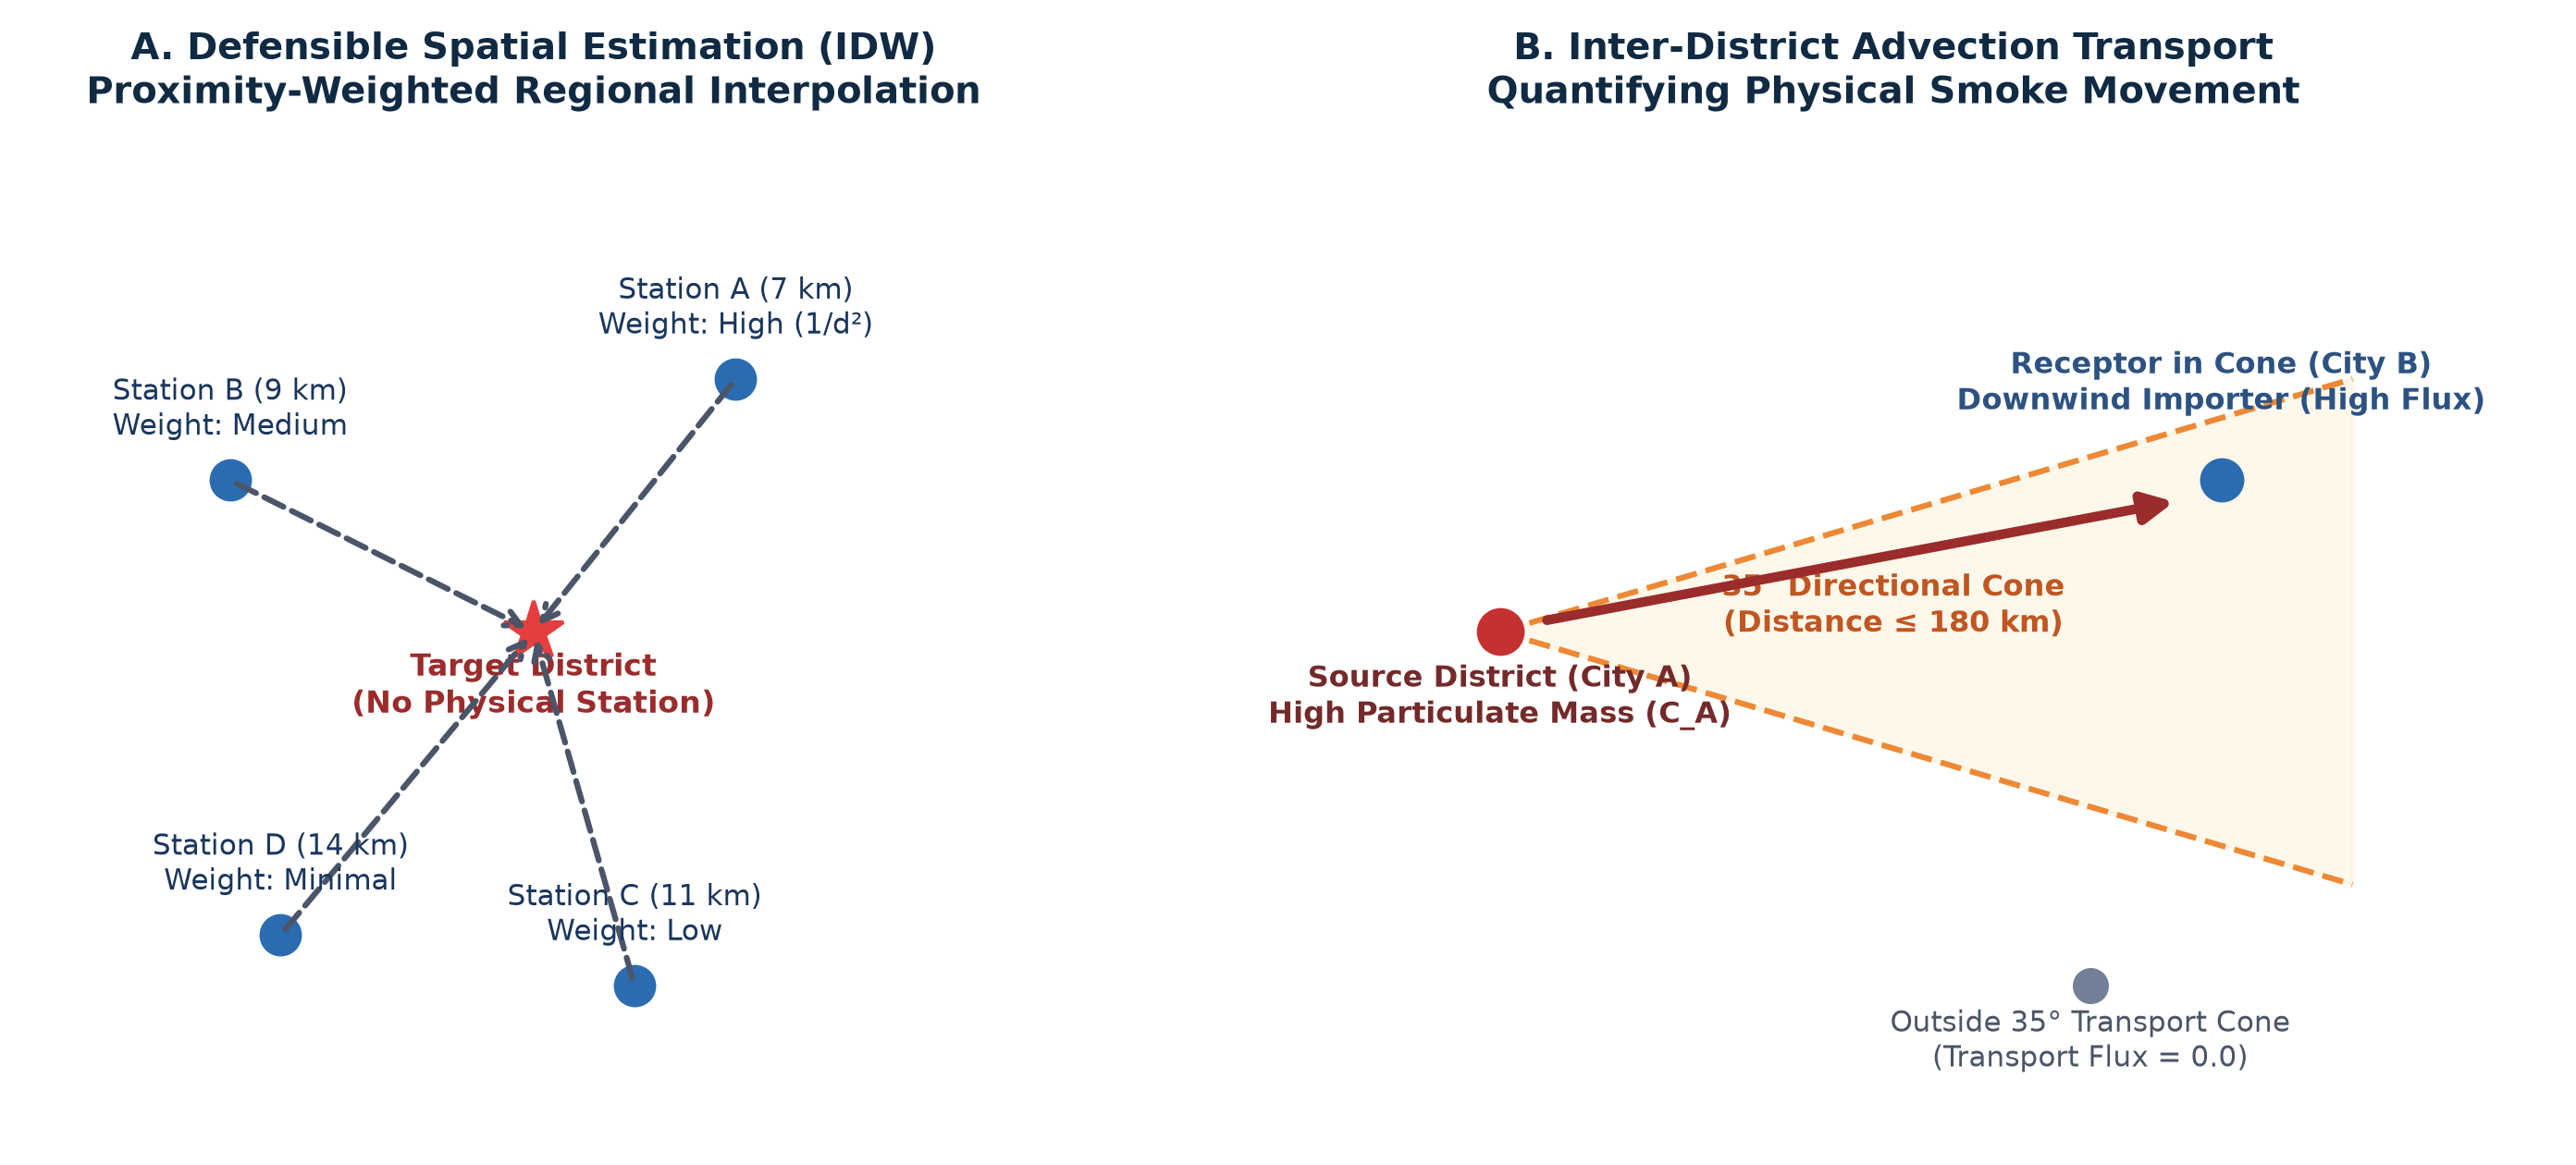 A. Defensible Spatial Estimation (IDW)
Proximity-Weighted Regional Interpolation
Station A (7 km)
Weight: High (1/d²)
Station B (9 km)
Weight: Medium
Target District
(No Physical Station)
Station D (14 km)
Weight: Minimal
Station C (11 km)
Weight: Low
B. Inter-District Advection Transport
Quantifying Physical Smoke Movement
Receptor in Cone (City B)
Downwind Importer (High Flux)
35° Directional Cone
(Distance ≤ 180 km)
Source District (City A)
High Particulate Mass (C_A)
Outside 35° Transport Cone
(Transport Flux = 0.0)